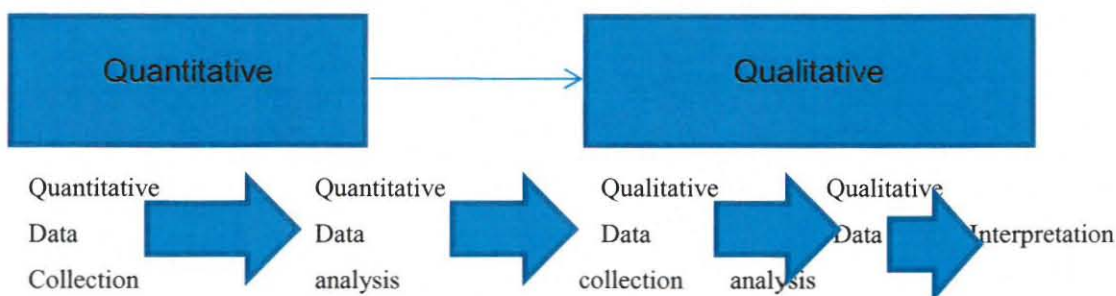 Quantitative
Qualitative
Quantitative Quantitative Qualitative Qualitative
Data Data Data Data Interpretation
Collection analysis collection analysis